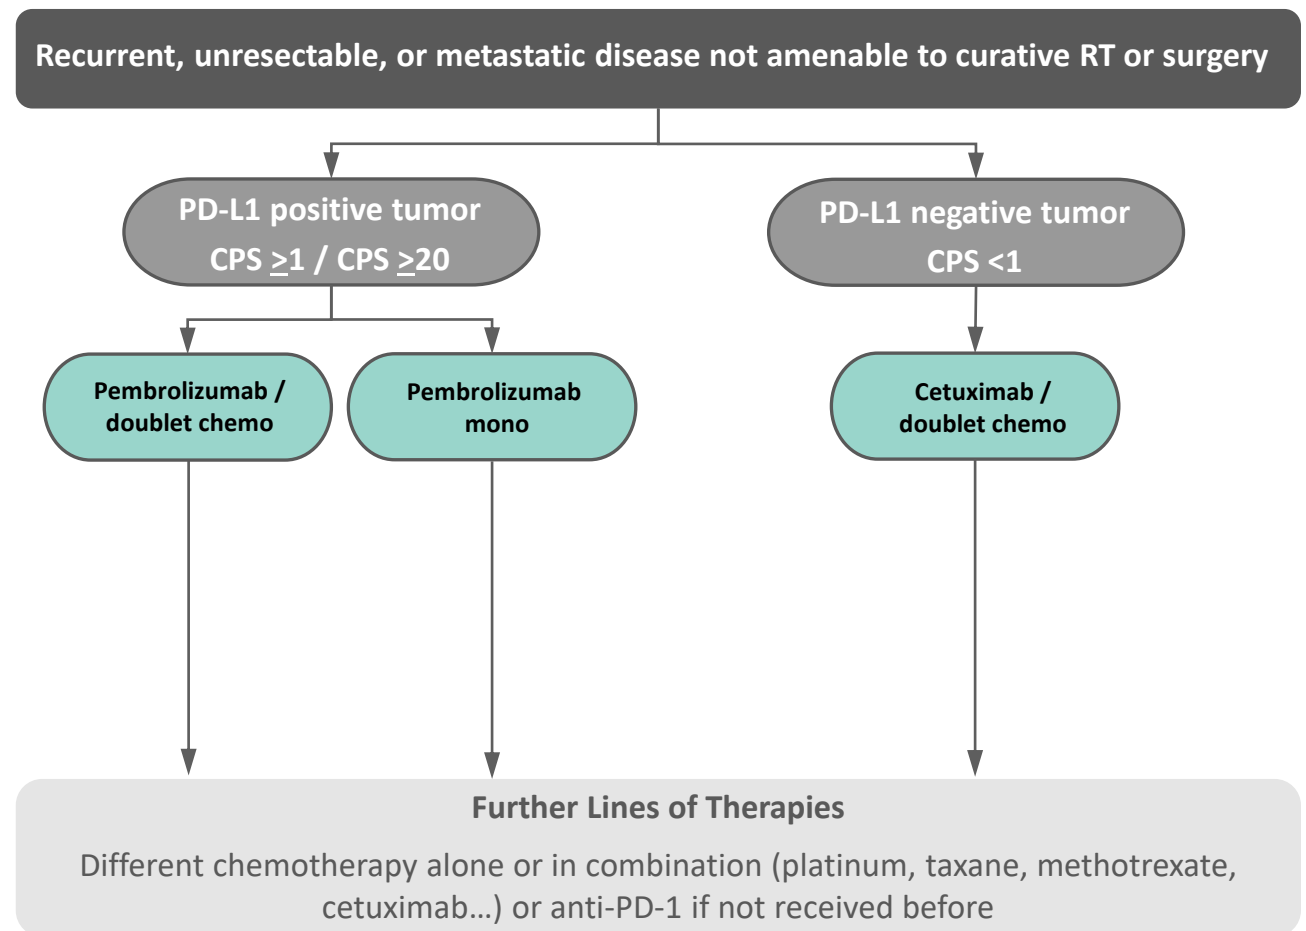 Recurrent, unresectable, or metastatic disease not amenable to curative RT or surgery
PD-L1 positive tumor
CPS ≥1 / CPS ≥20
PD-L1 negative tumor
CPS <1
Pembrolizumab /
doublet chemo
Pembrolizumab
mono
Cetuximab /
doublet chemo
Further Lines of Therapies
Different chemotherapy alone or in combination (platinum, taxane, methotrexate,
cetuximab...) or anti-PD-1 if not received before